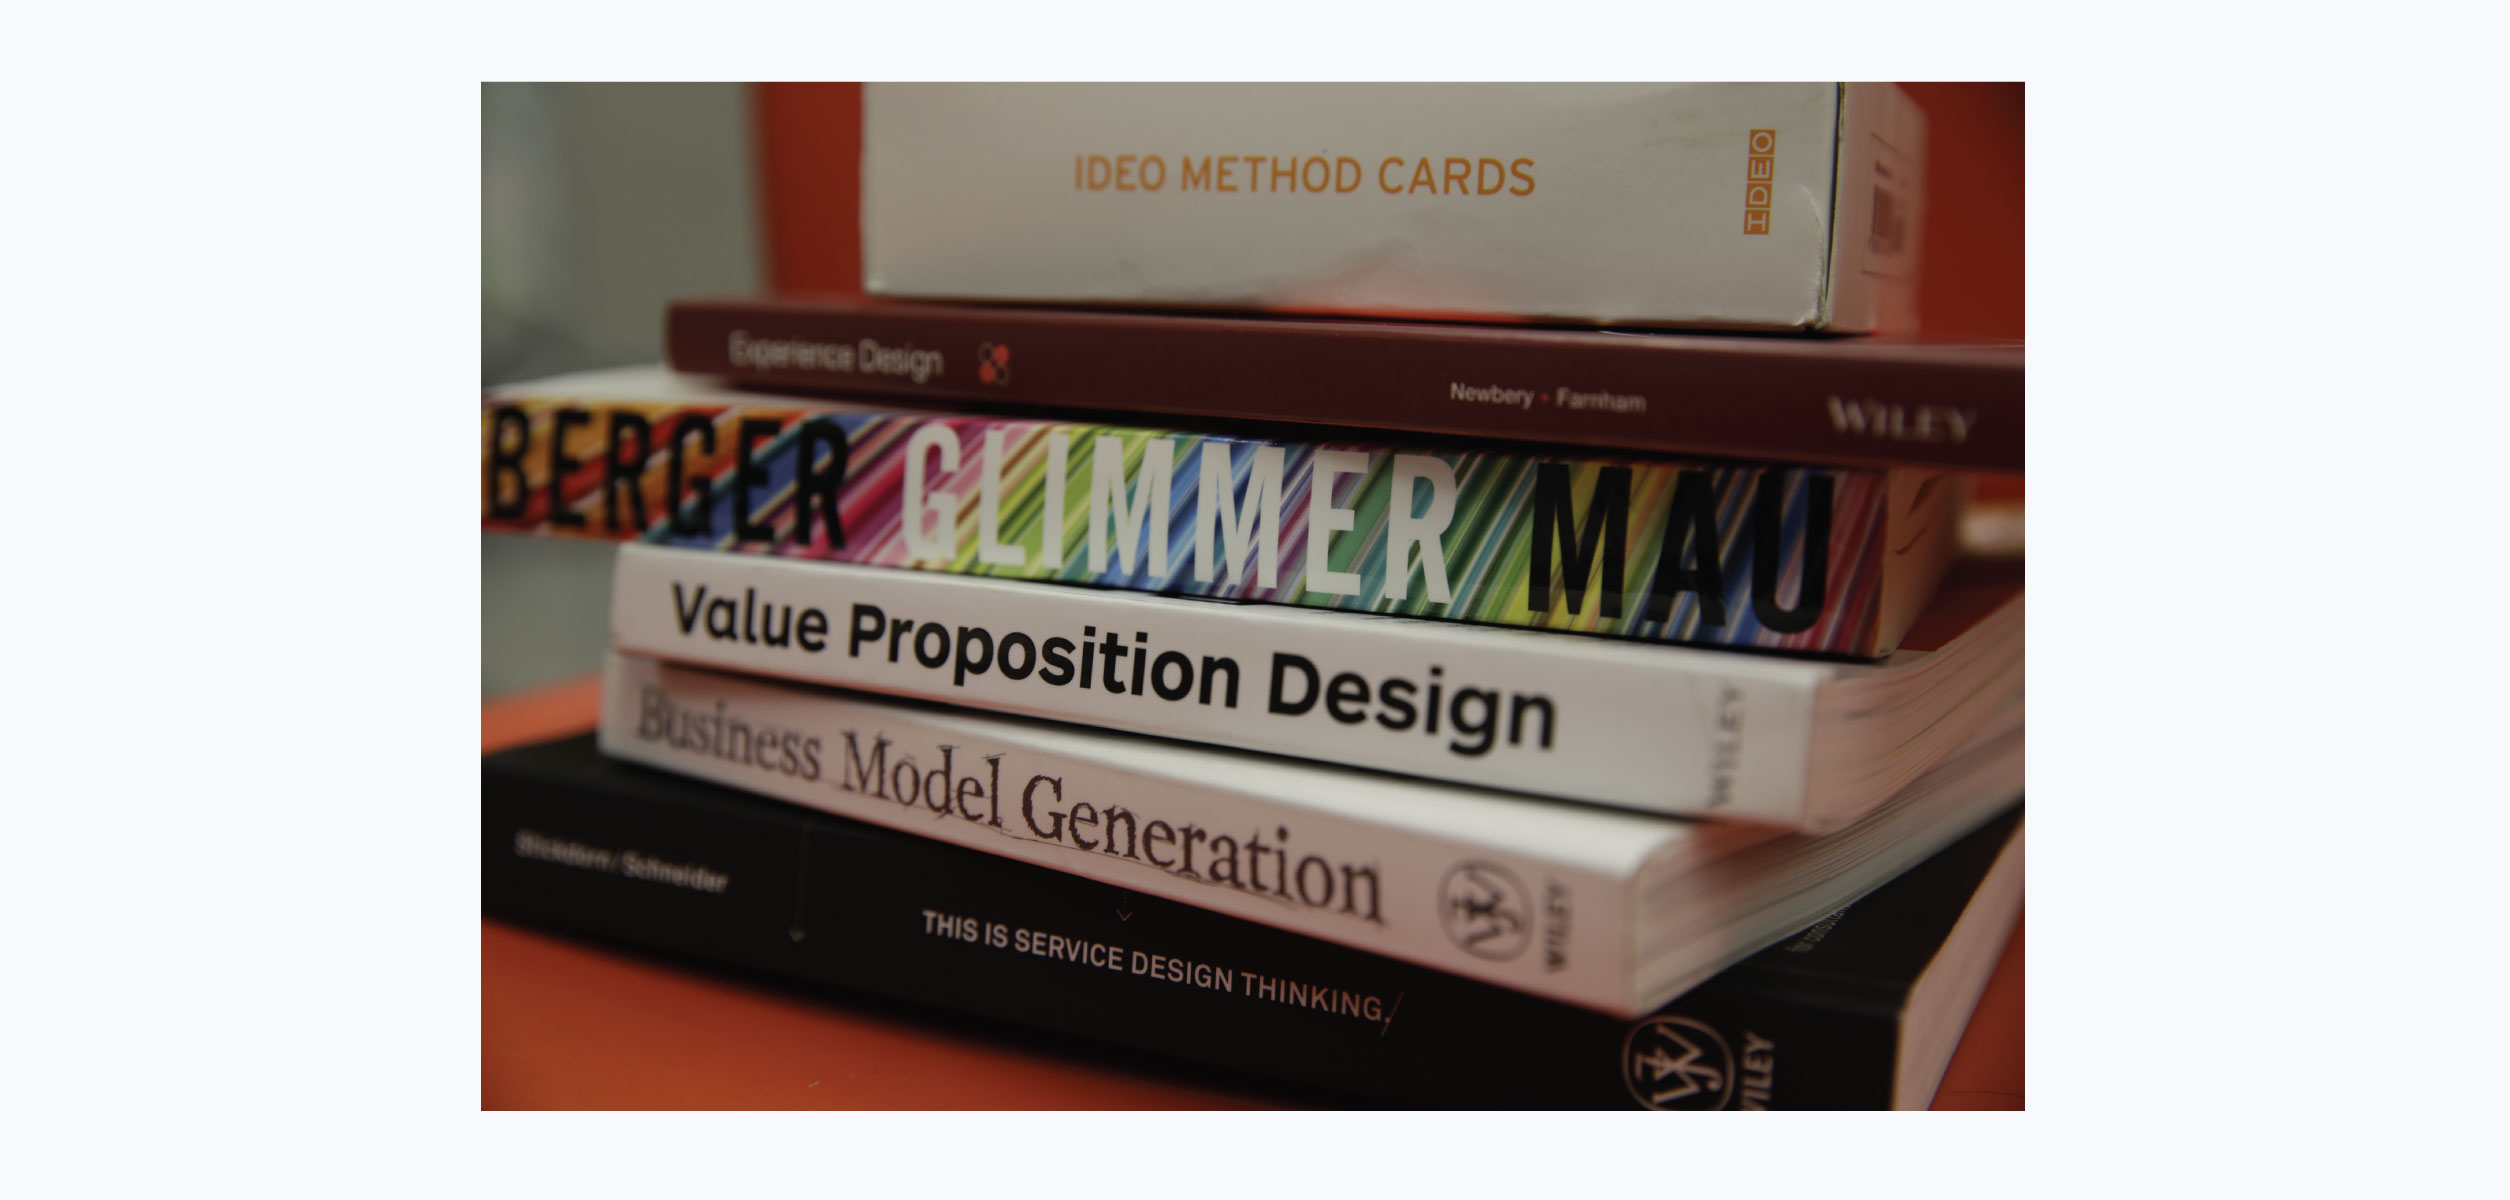 IDEO METHOD CARDS
IDEO
Experience Design
Newbery • Farnham
WILEY
BERGER GLIMMER MAU
Value Proposition Design
WILEY
Business Model Generation
WILEY
Stickdorn / Schneider
THIS IS SERVICE DESIGN THINKING.
WILEY